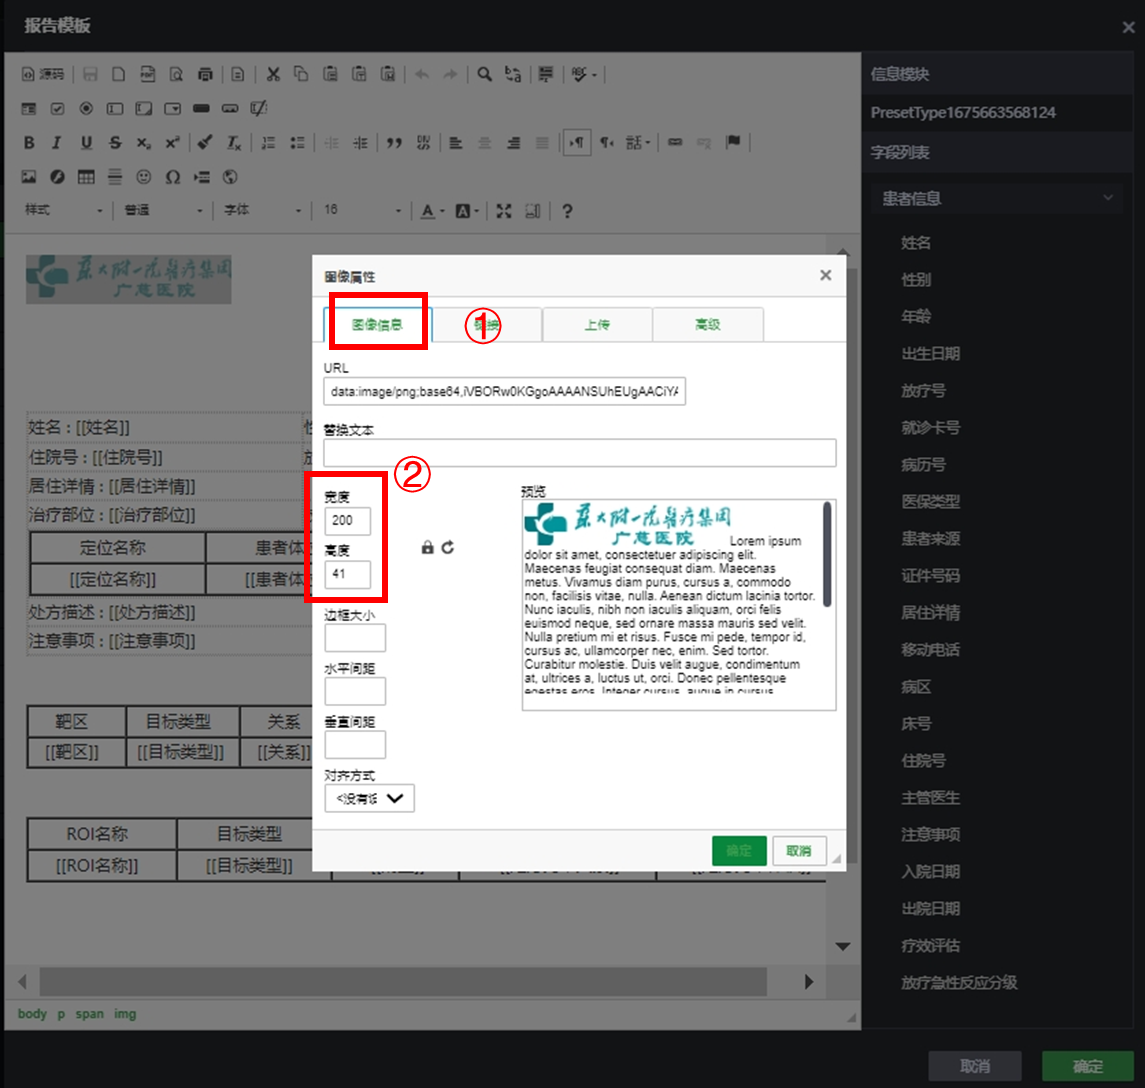 报告模板
源码
样式
普通
字体
16
苏大附一院医疗集团
广慈医院
姓名：[[姓名]]
住院号：[[住院号]]
居住详情：[[居住详情]]
治疗部位：[[治疗部位]]
定位名称 患者体
[[定位名称]] [[患者体
处方描述：[[处方描述]]
注意事项：[[注意事项]]
靶区 目标类型 关系
[[靶区]] [[目标类型]] [[关系]]
ROI名称 目标类型
[[ROI名称]] [[目标类型]]
body p span img
图像属性
图像信息 ① 上传 高级
URL
data:image/png;base64,iVBORw0KGgoAAAANSUhEUgAACiYA
替换文本
②
宽度
200
高度
41
边框大小
水平间距
垂直间距
对齐方式
<没有设
预览
苏大附一院医疗集团
广慈医院
Lorem ipsum
dolor sit amet, consectetuer adipiscing elit.
Maecenas feugiat consequat diam. Maecenas
metus. Vivamus diam purus, cursus a, commodo
non, facilisis vitae, nulla. Aenean dictum lacinia tortor.
Nunc iaculis, nibh non iaculis aliquam, orci felis
euismod neque, sed ornare massa mauris sed velit.
Nulla pretium mi et risus. Fusce mi pede, tempor id,
cursus ac, ullamcorper nec, enim. Sed tortor.
Curabitur molestie. Duis velit augue, condimentum
at, ultrices a, luctus ut, orci. Donec pellentesque
egestas eros. Integer cursus, augue in cursus
确定
取消
信息模块
PresetType1675663568124
字段列表
患者信息
姓名
性别
年龄
出生日期
放疗号
就诊卡号
病历号
医保类型
患者来源
证件号码
居住详情
移动电话
病区
床号
住院号
主管医生
注意事项
入院日期
出院日期
疗效评估
放疗急性反应分级
取消
确定